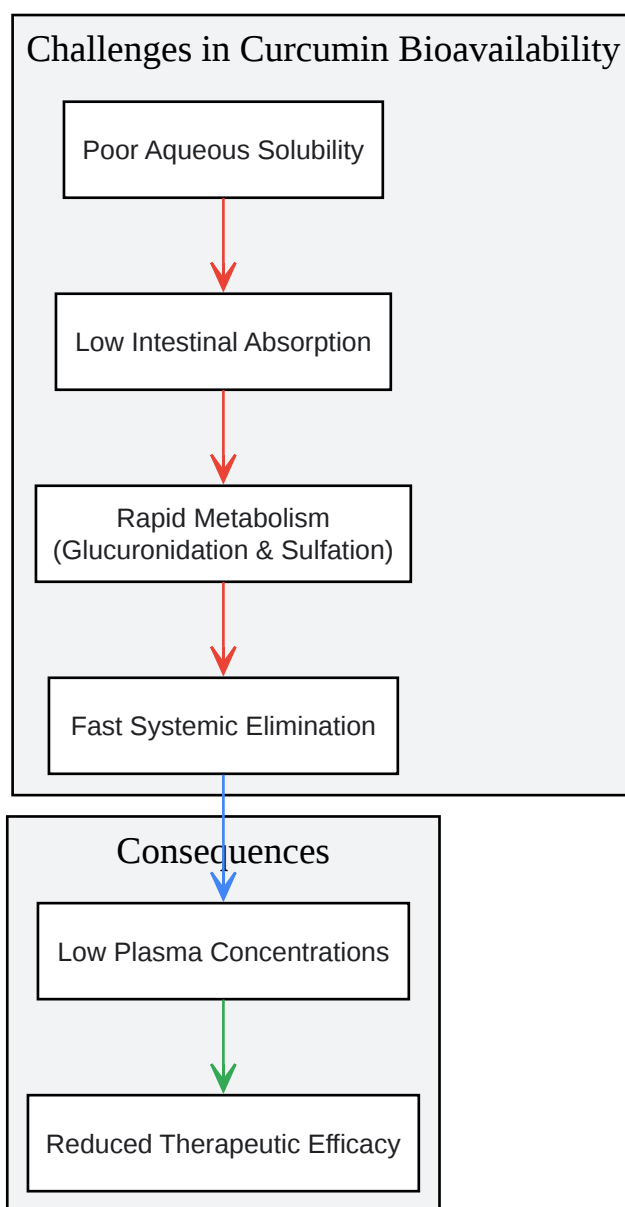 Challenges in Curcumin Bioavailability
Poor Aqueous Solubility
Low Intestinal Absorption
Rapid Metabolism
(Glucuronidation & Sulfation)
Fast Systemic Elimination
Consequences
Low Plasma Concentrations
Reduced Therapeutic Efficacy